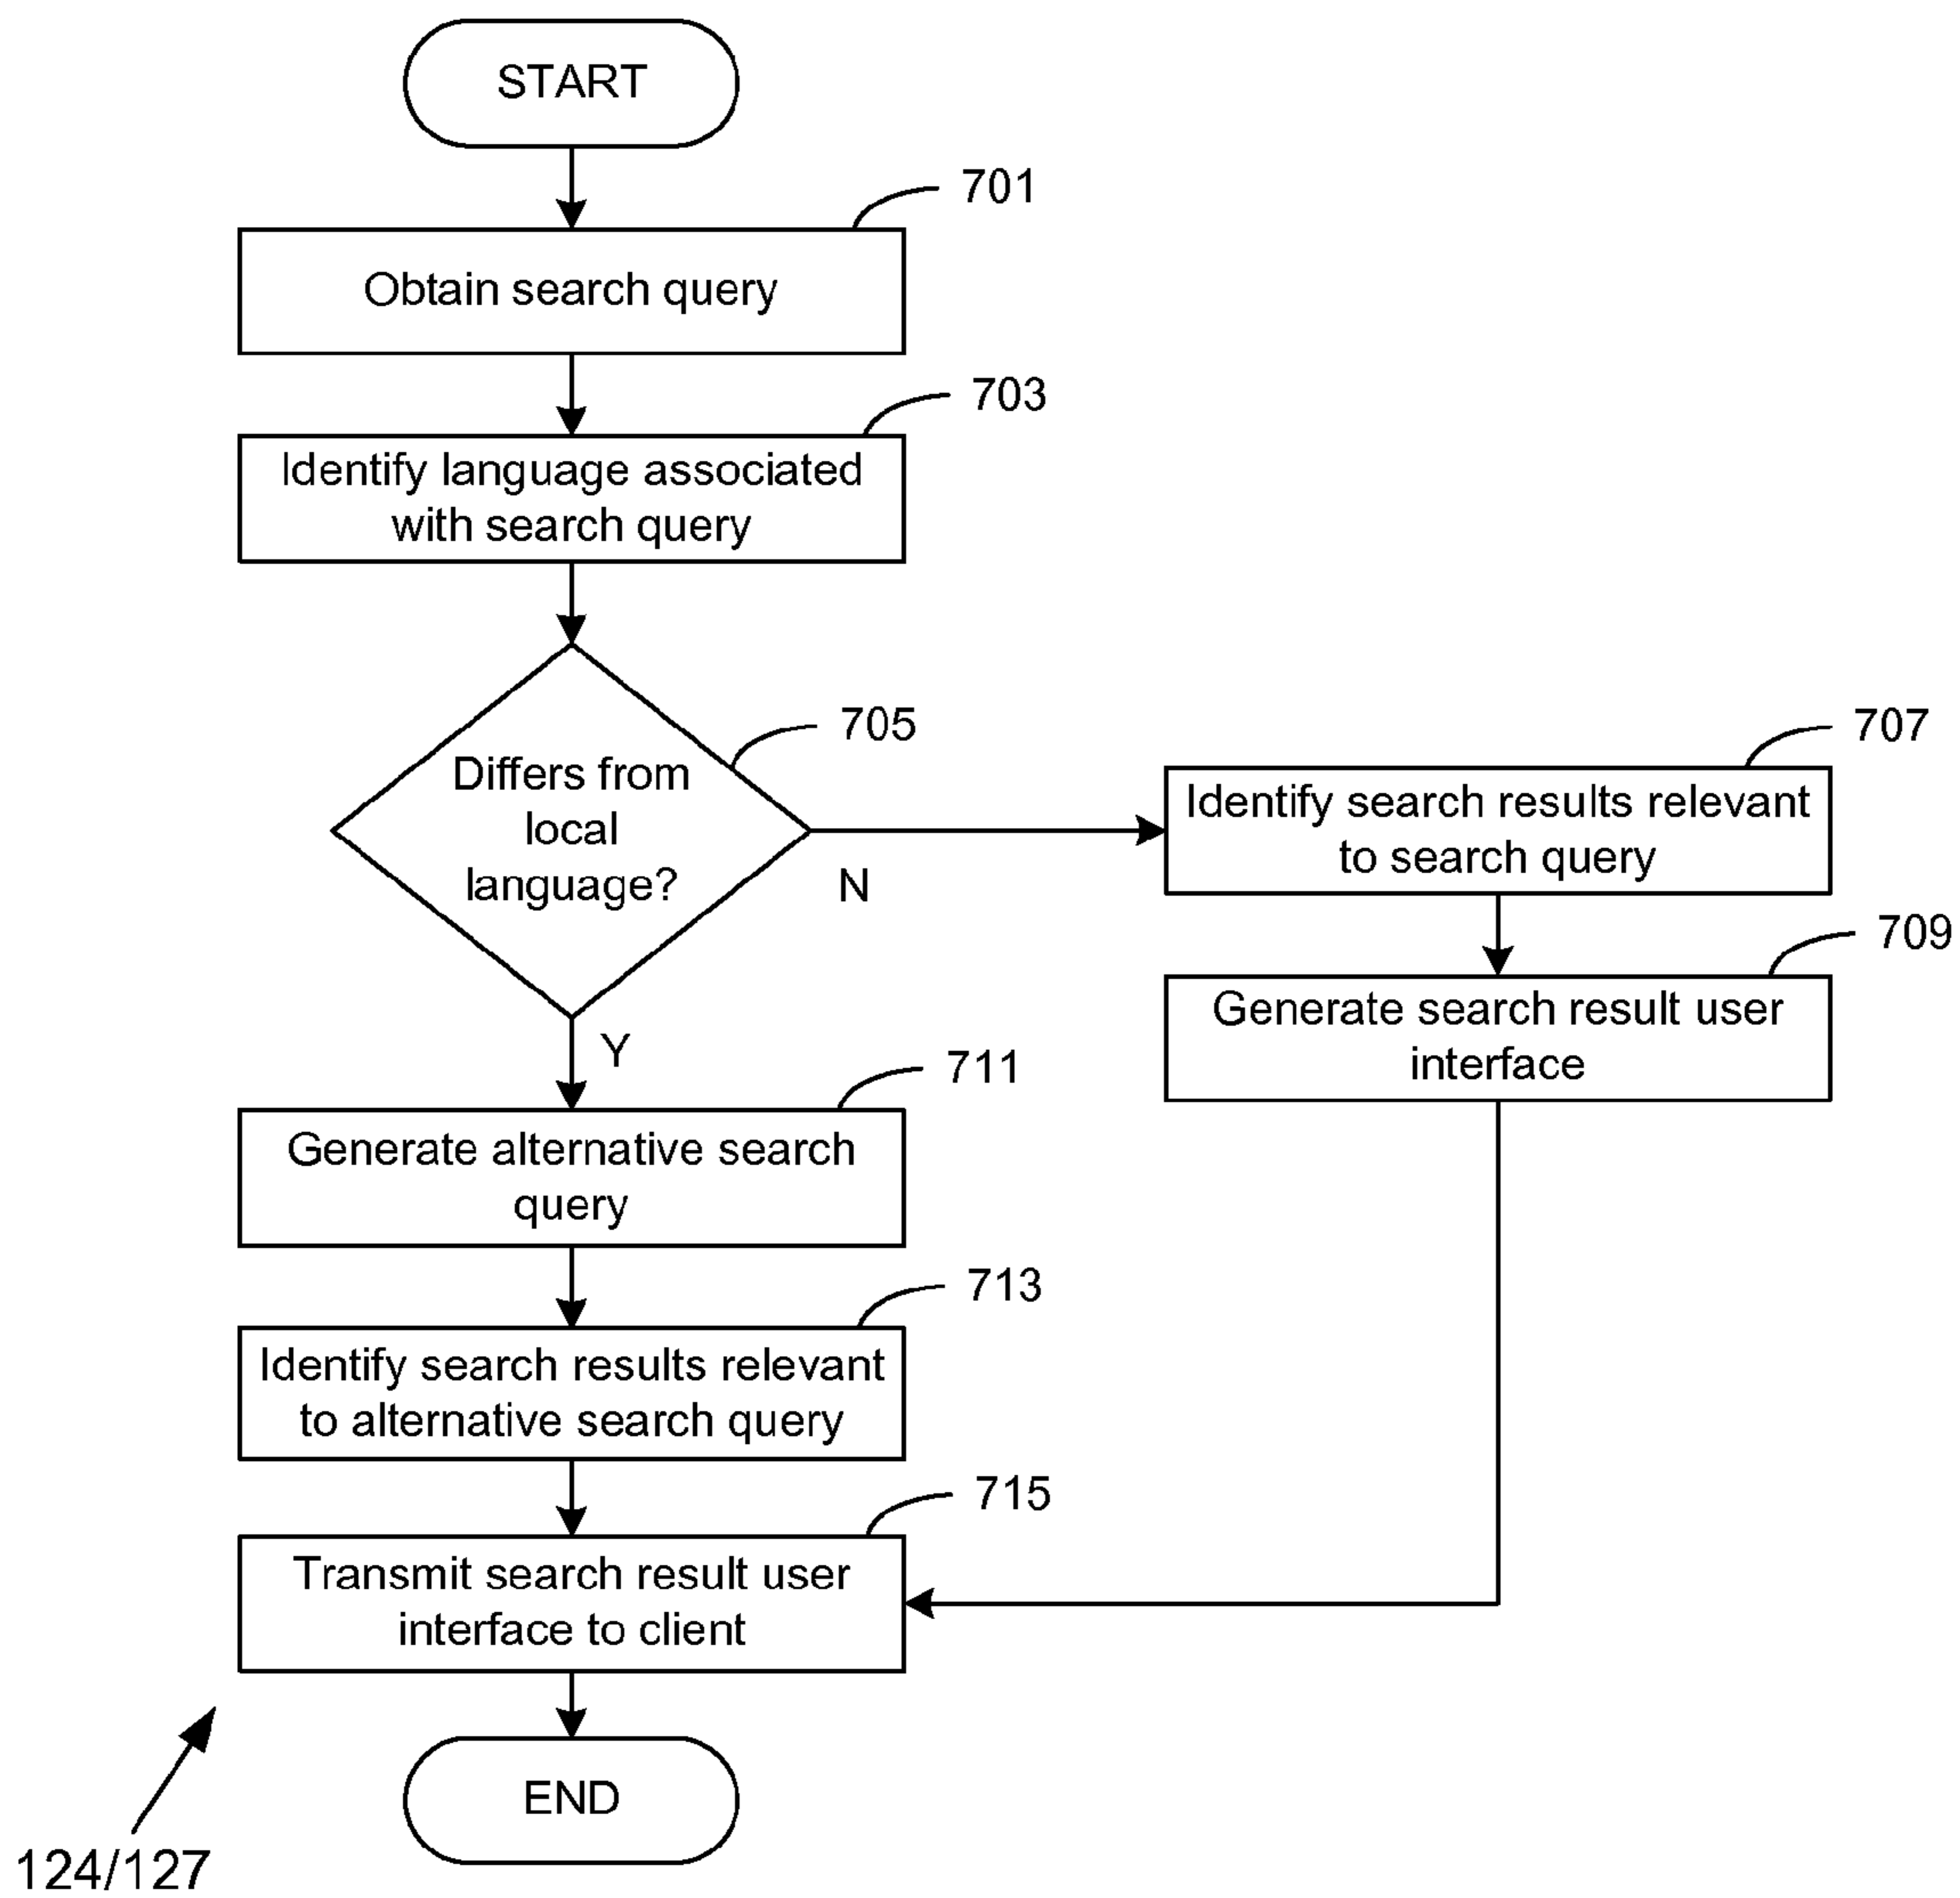 START
701
Obtain search query
703
Identify language associated
with search query
705
Differs from
local
language?
N
707
Identify search results relevant
to search query
709
Generate search result user
interface
Y
711
Generate alternative search
query
713
Identify search results relevant
to alternative search query
715
Transmit search result user
interface to client
END
124/127